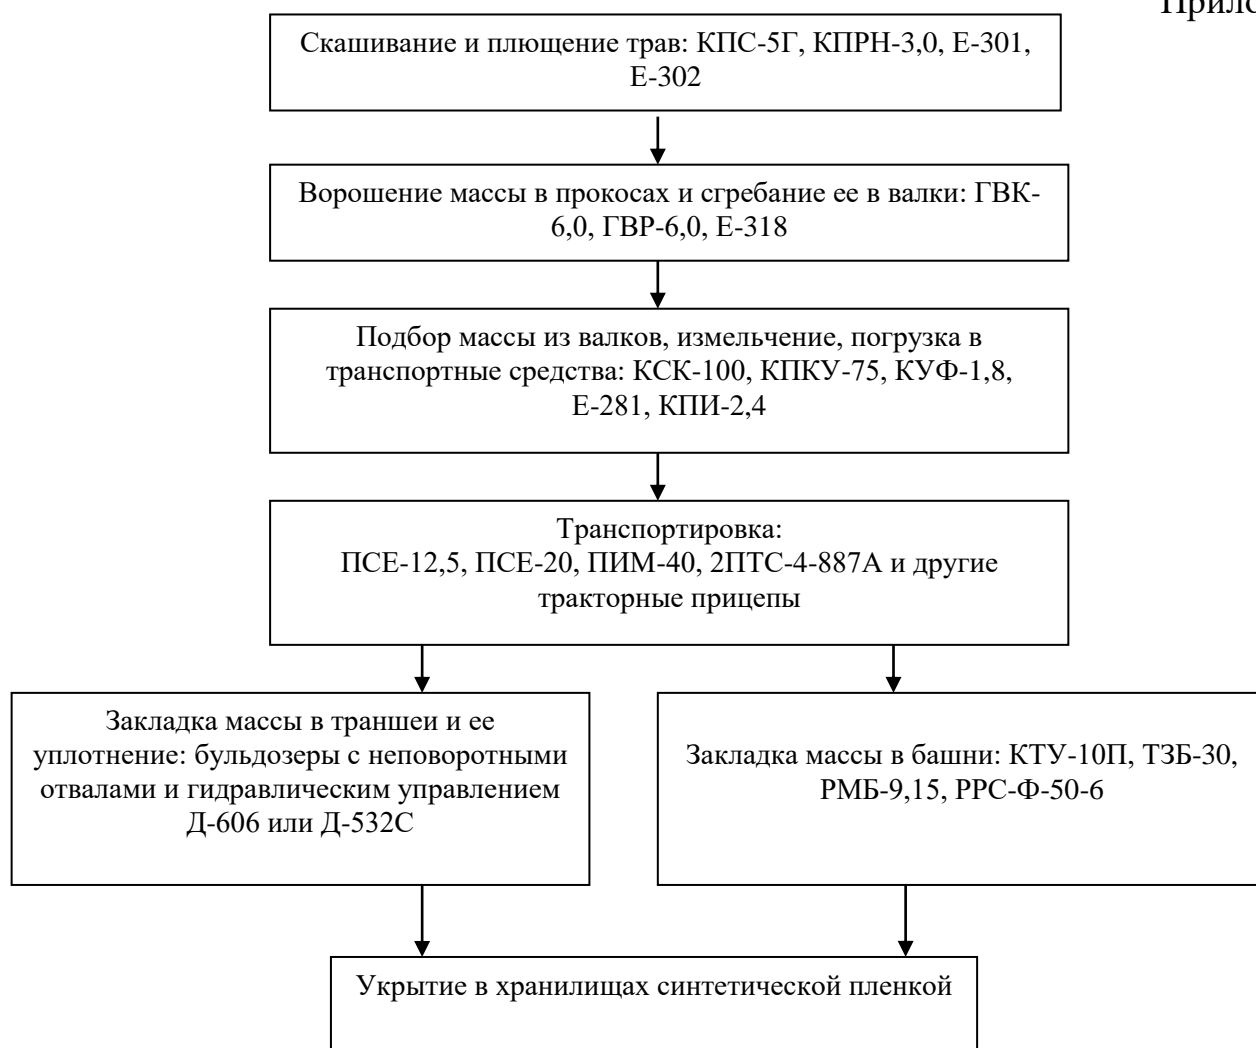 Прило
Скашивание и плющение трав: КПС-5Г, КПРН-3,0, Е-301,
Е-302
Ворошение массы в прокосах и сгребание ее в валки: ГВК-
6,0, ГВР-6,0, Е-318
Подбор массы из валков, измельчение, погрузка в
транспортные средства: КСК-100, КПКУ-75, КУФ-1,8,
Е-281, КПИ-2,4
Транспортировка:
ПСЕ-12,5, ПСЕ-20, ПИМ-40, 2ПТС-4-887А и другие
тракторные прицепы
Закладка массы в траншеи и ее
уплотнение: бульдозеры с неповоротными
отвалами и гидравлическим управлением
Д-606 или Д-532С
Закладка массы в башни: КТУ-10П, ТЗБ-30,
РМБ-9,15, РРС-Ф-50-6
Укрытие в хранилищах синтетической пленкой